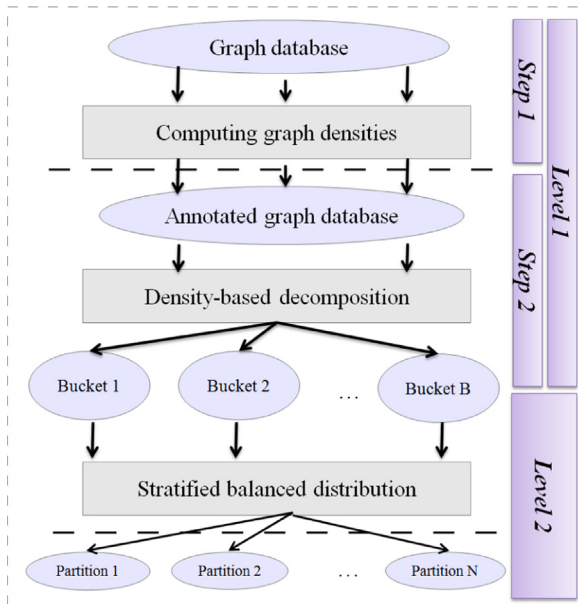 Graph database
Computing graph densities
Step 1
Level 1
Annotated graph database
Step 2
Density-based decomposition
Bucket 1
Bucket 2
...
Bucket B
Stratified balanced distribution
Level 2
Partition 1
Partition 2
...
Partition N